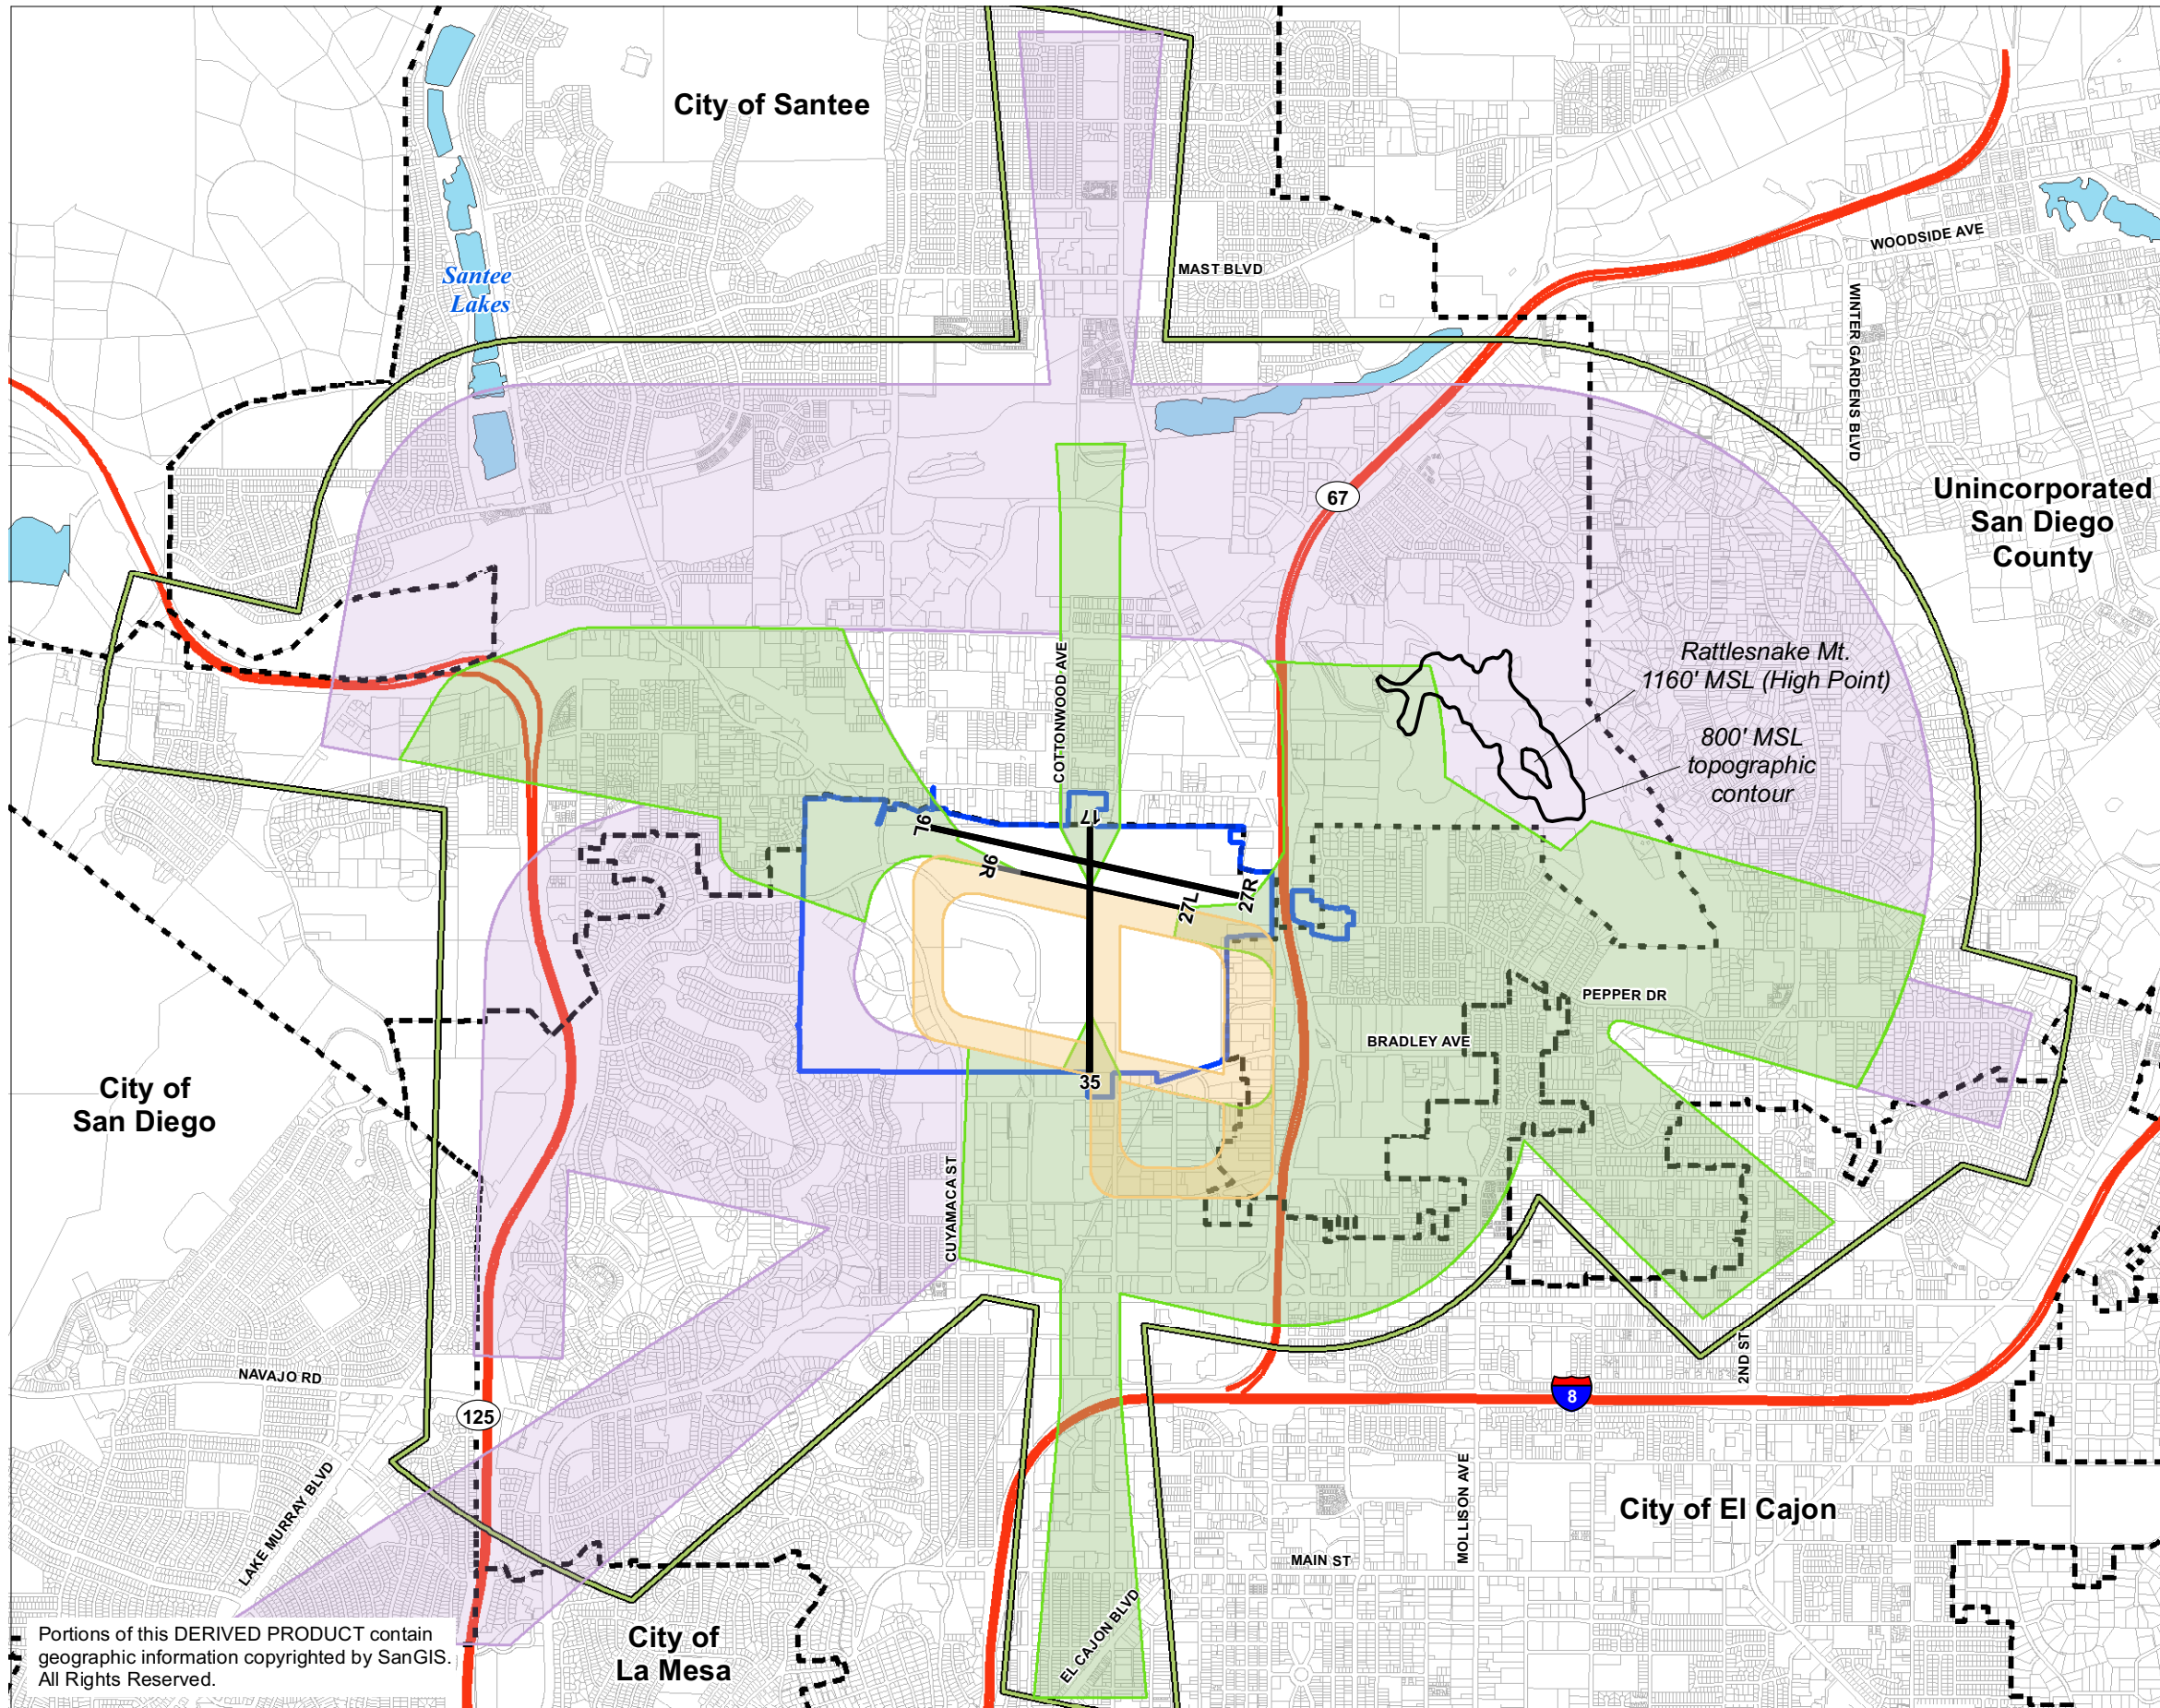 City of Santee
WOODSIDE AVE
MAST BLVD
Santee
Lakes
WINTER GARDENS BLVD
67
Unincorporated
San Diego
County
COTTONWOOD AVE
Rattlesnake Mt.
1160' MSL (High Point)
800' MSL
topographic
contour
9L
17
9R
27L
27R
PEPPER DR
BRADLEY AVE
35
City of
San Diego
CUYAMACA ST
NAVAJO RD
2ND ST
8
125
LAKE MURRAY BLVD
MOLLISON AVE
City of El Cajon
MAIN ST
EL CAJON BLVD
City of
La Mesa
Portions of this DERIVED PRODUCT contain
geographic information copyrighted by SanGIS.
All Rights Reserved.